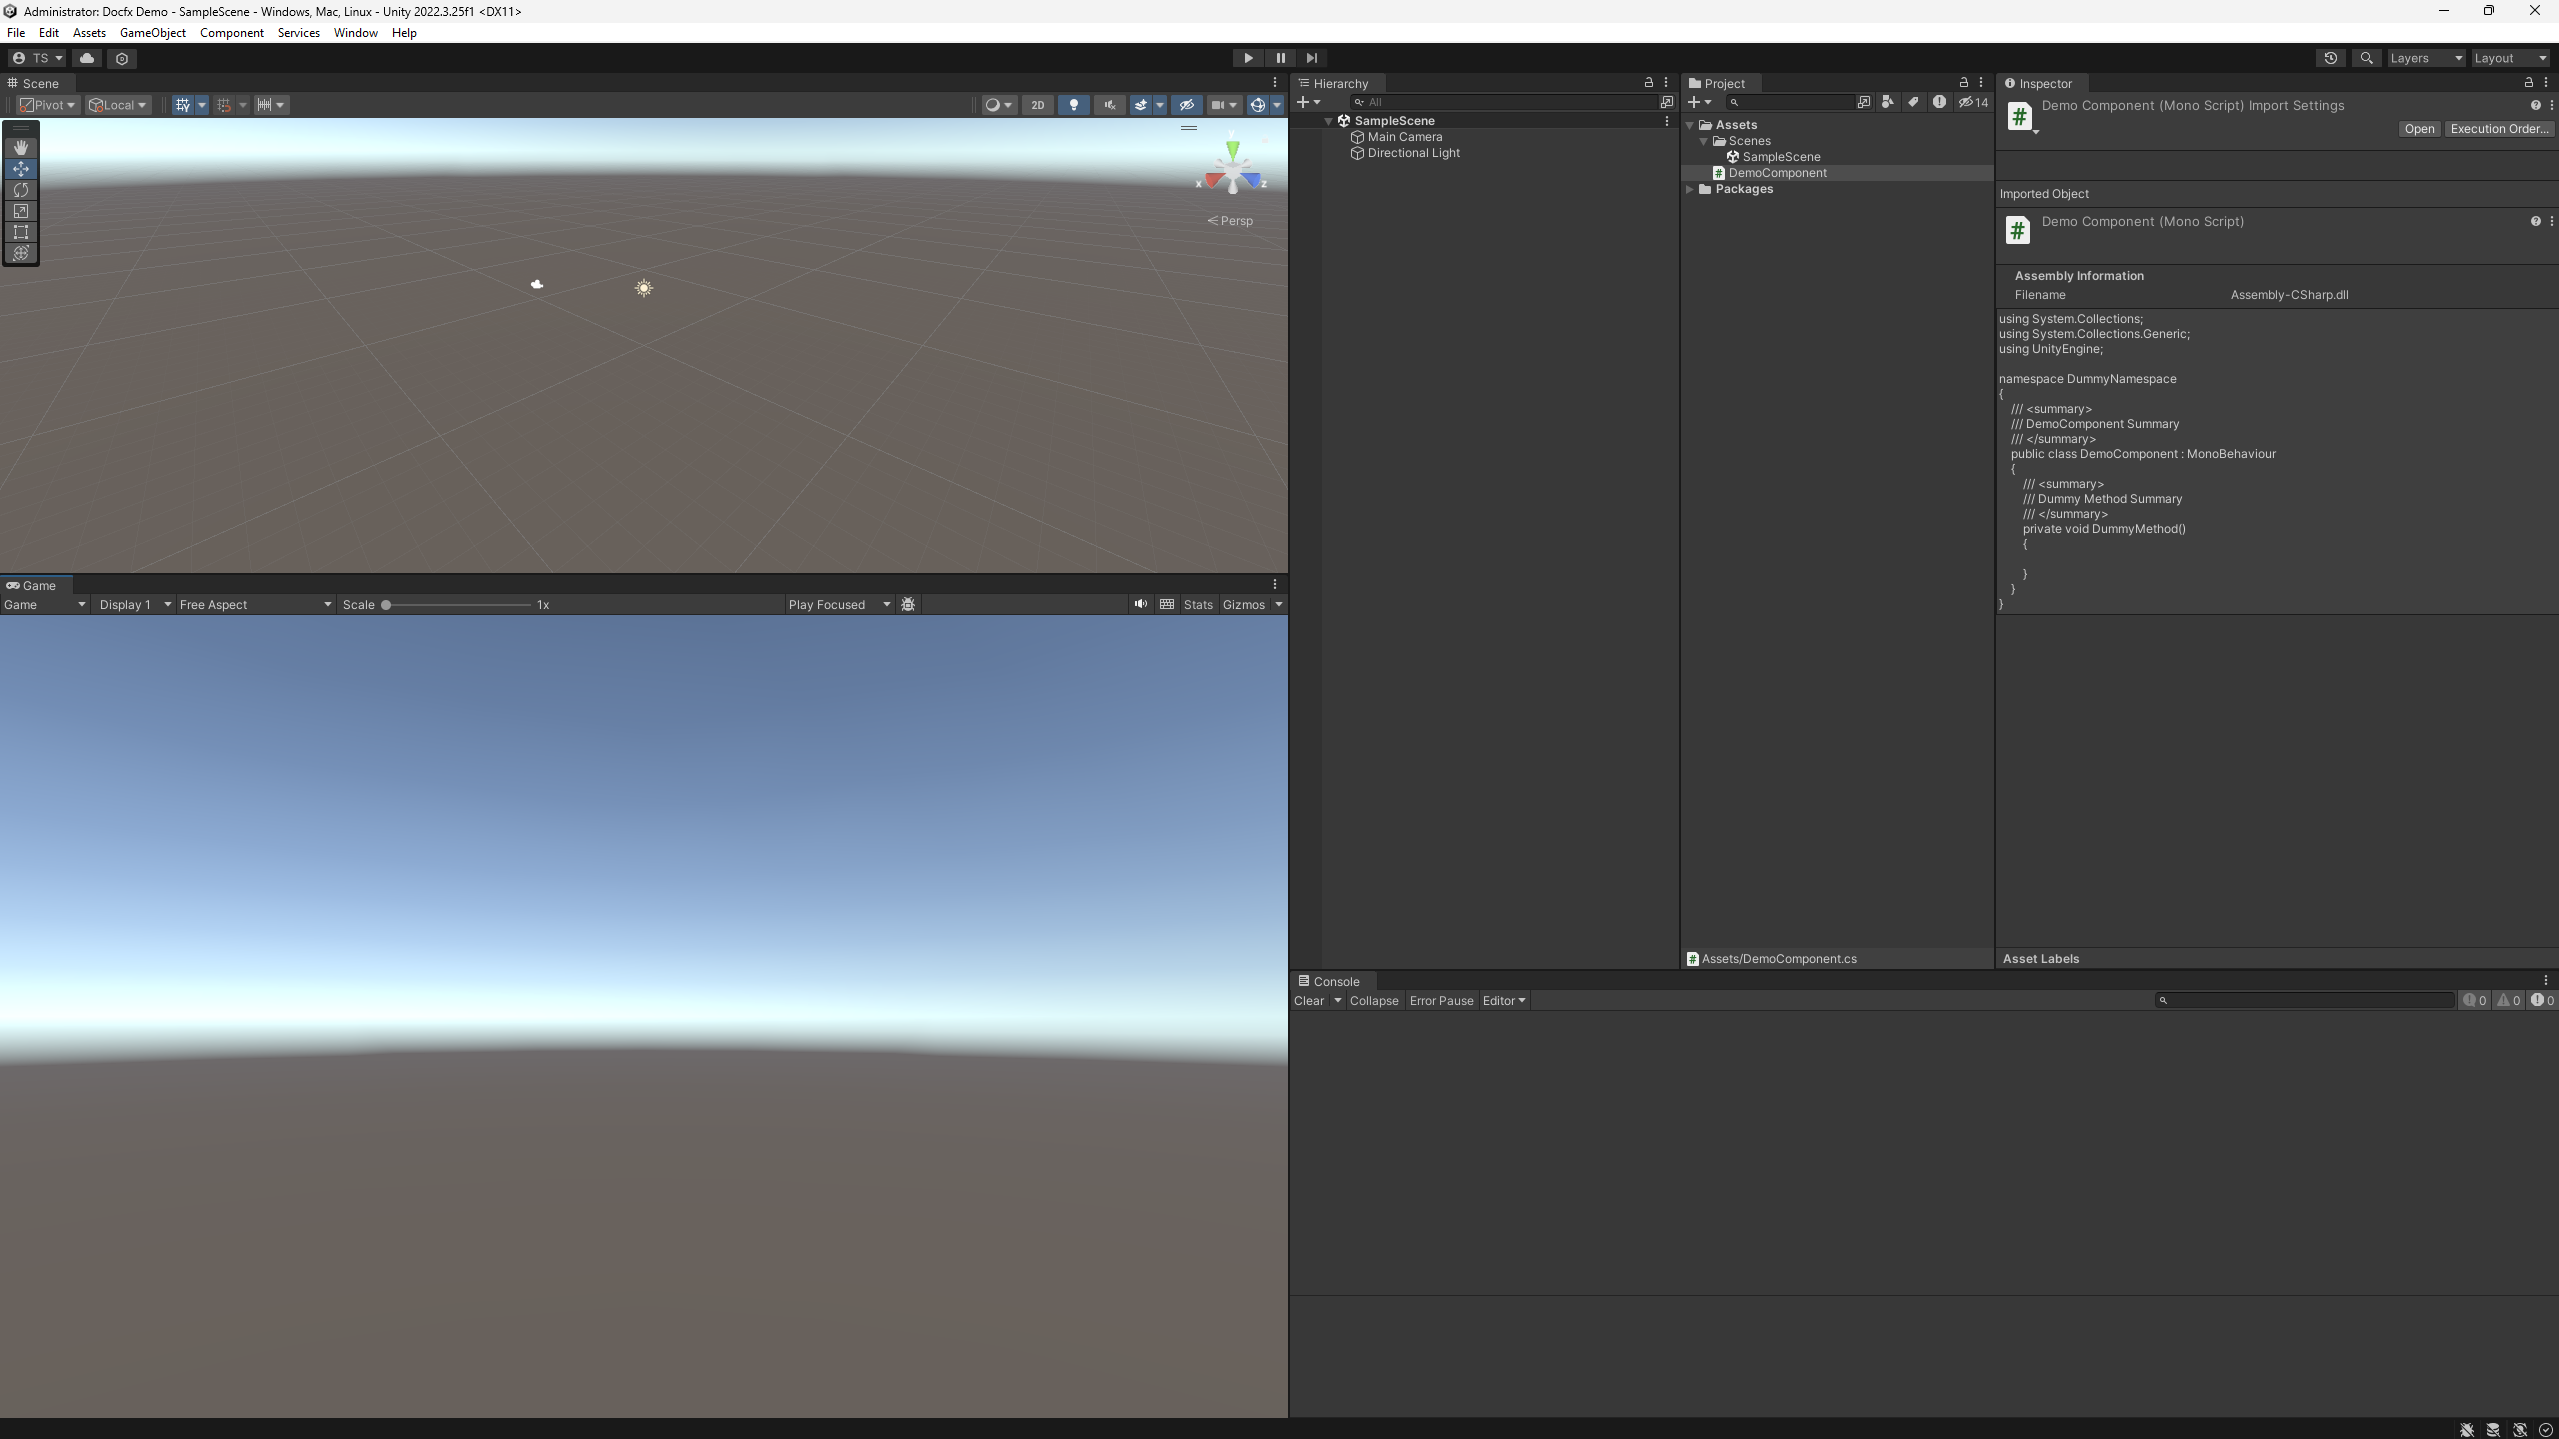 Administrator: Docfx Demo - SampleScene - Windows, Mac, Linux - Unity 2022.3.25f1 <DX11>
File Edit Assets GameObject Component Services Window Help
TS
Layers Layout
Scene
Pivot Local 2D
y
x z
Persp
Game
Game Display 1 Free Aspect Scale 1x Play Focused Stats Gizmos
Hierarchy
All
SampleScene
Main Camera
Directional Light
Project
14
Assets
Scenes
SampleScene
DemoComponent
Packages
Assets/DemoComponent.cs
Inspector
Demo Component (Mono Script) Import Settings
Open Execution Order...
Imported Object
Demo Component (Mono Script)
Assembly Information
Filename Assembly-CSharp.dll
using System.Collections;
using System.Collections.Generic;
using UnityEngine;
namespace DummyNamespace
{
/// <summary>
/// DemoComponent Summary
/// </summary>
public class DemoComponent : MonoBehaviour
{
/// <summary>
/// Dummy Method Summary
/// </summary>
private void DummyMethod()
{
}
}
}
Asset Labels
Console
Clear Collapse Error Pause Editor 0 0 0